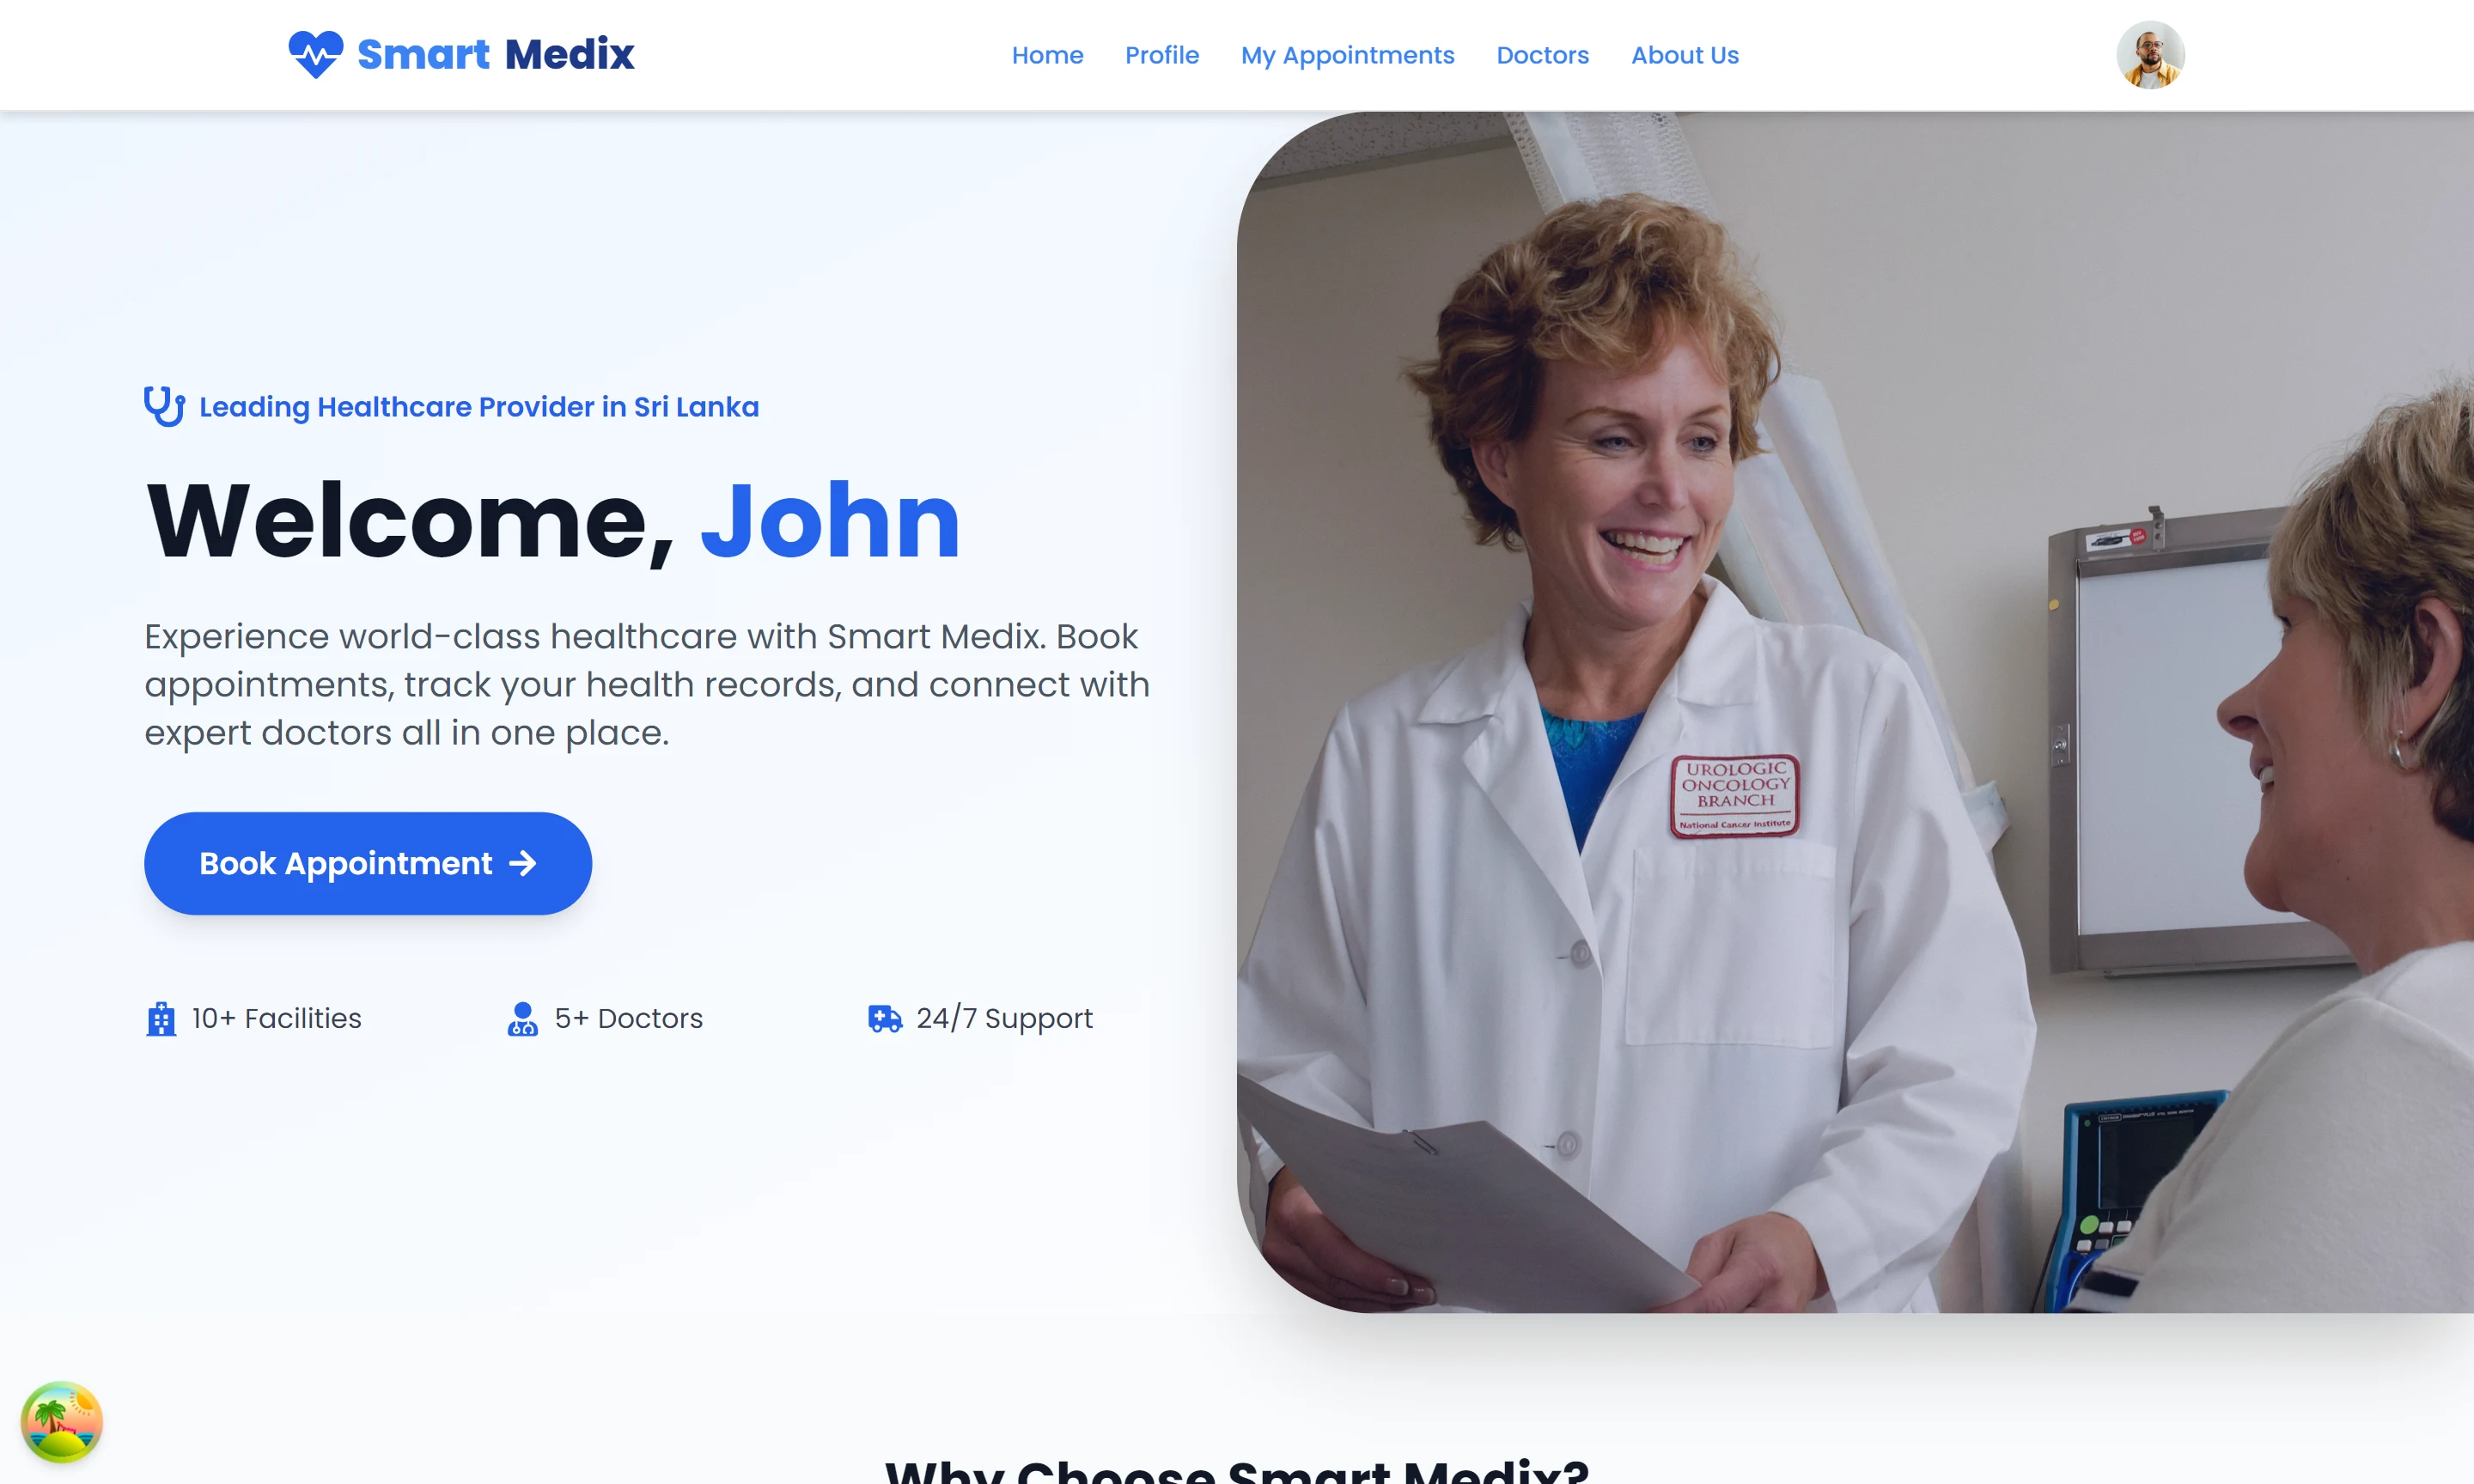 Smart Medix
Home
Profile
My Appointments
Doctors
About Us
Leading Healthcare Provider in Sri Lanka
Welcome, John
Experience world-class healthcare with Smart Medix. Book
appointments, track your health records, and connect with
expert doctors all in one place.
Book Appointment
10+ Facilities
5+ Doctors
24/7 Support
UROLOGIC
ONCOLOGY
BRANCH
National Cancer Institute
Why Choose Smart Medix?